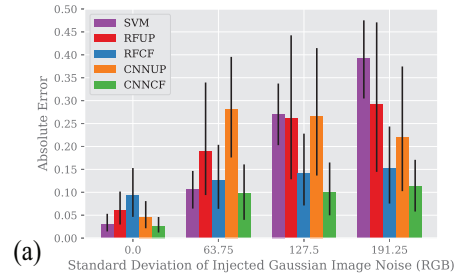 0.50
0.45
0.40
0.35
0.30
0.25
0.20
0.15
0.10
0.05
0.00
Absolute Error
SVM
RFUP
RFCF
CNNUP
CNNCF
0.0 63.75 127.5 191.25
Standard Deviation of Injected Gaussian Image Noise (RGB)
(a)